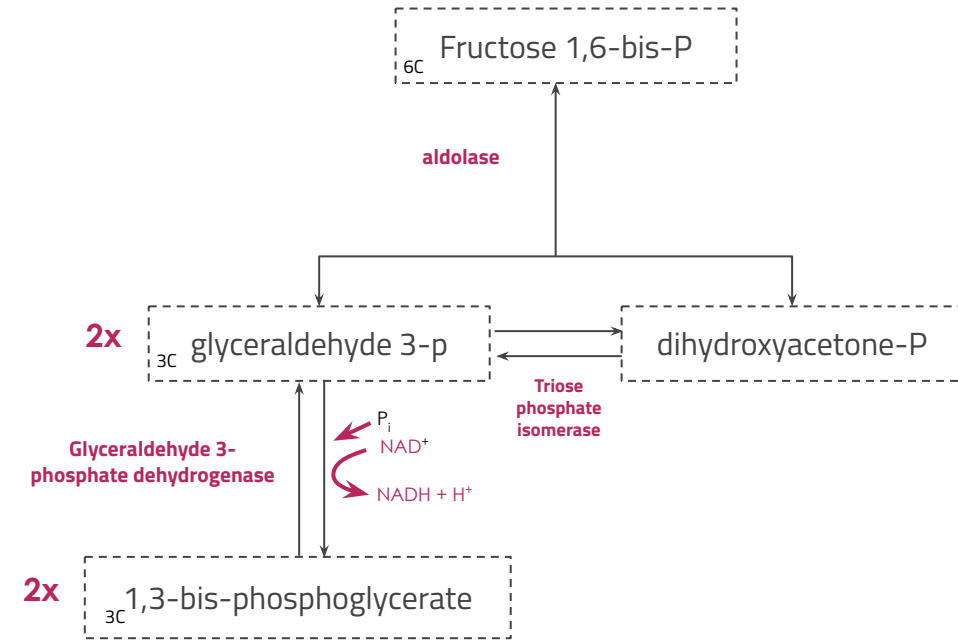 Fructose 1,6-bis-P
6C
aldolase
2x
glyceraldehyde 3-p
3C
dihydroxyacetone-P
Triose
phosphate
isomerase
Glyceraldehyde 3-
phosphate dehydrogenase
Pi
NAD⁺
NADH + H⁺
2x
1,3-bis-phosphoglycerate
3C